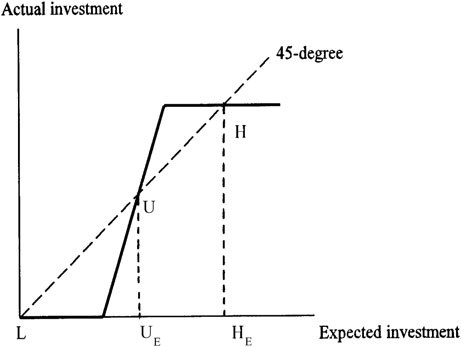 Actual investment
45-degree
H
U
L
U_E
H_E
Expected investment